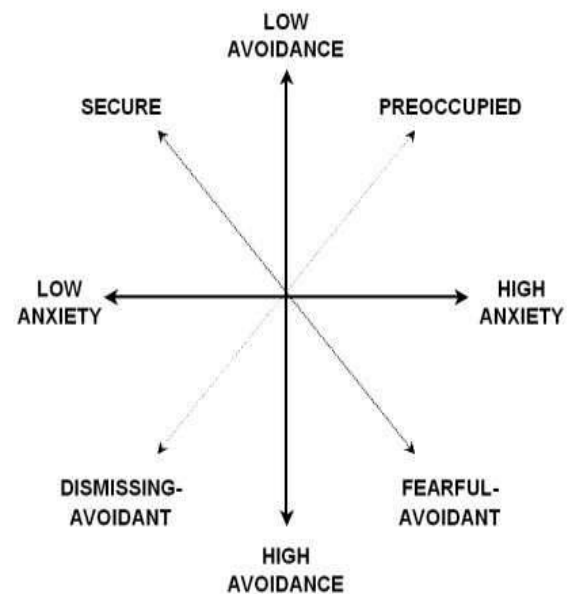 LOW
AVOIDANCE
SECURE
PREOCCUPIED
LOW
ANXIETY
HIGH
ANXIETY
DISMISSING-
AVOIDANT
FEARFUL-
AVOIDANT
HIGH
AVOIDANCE